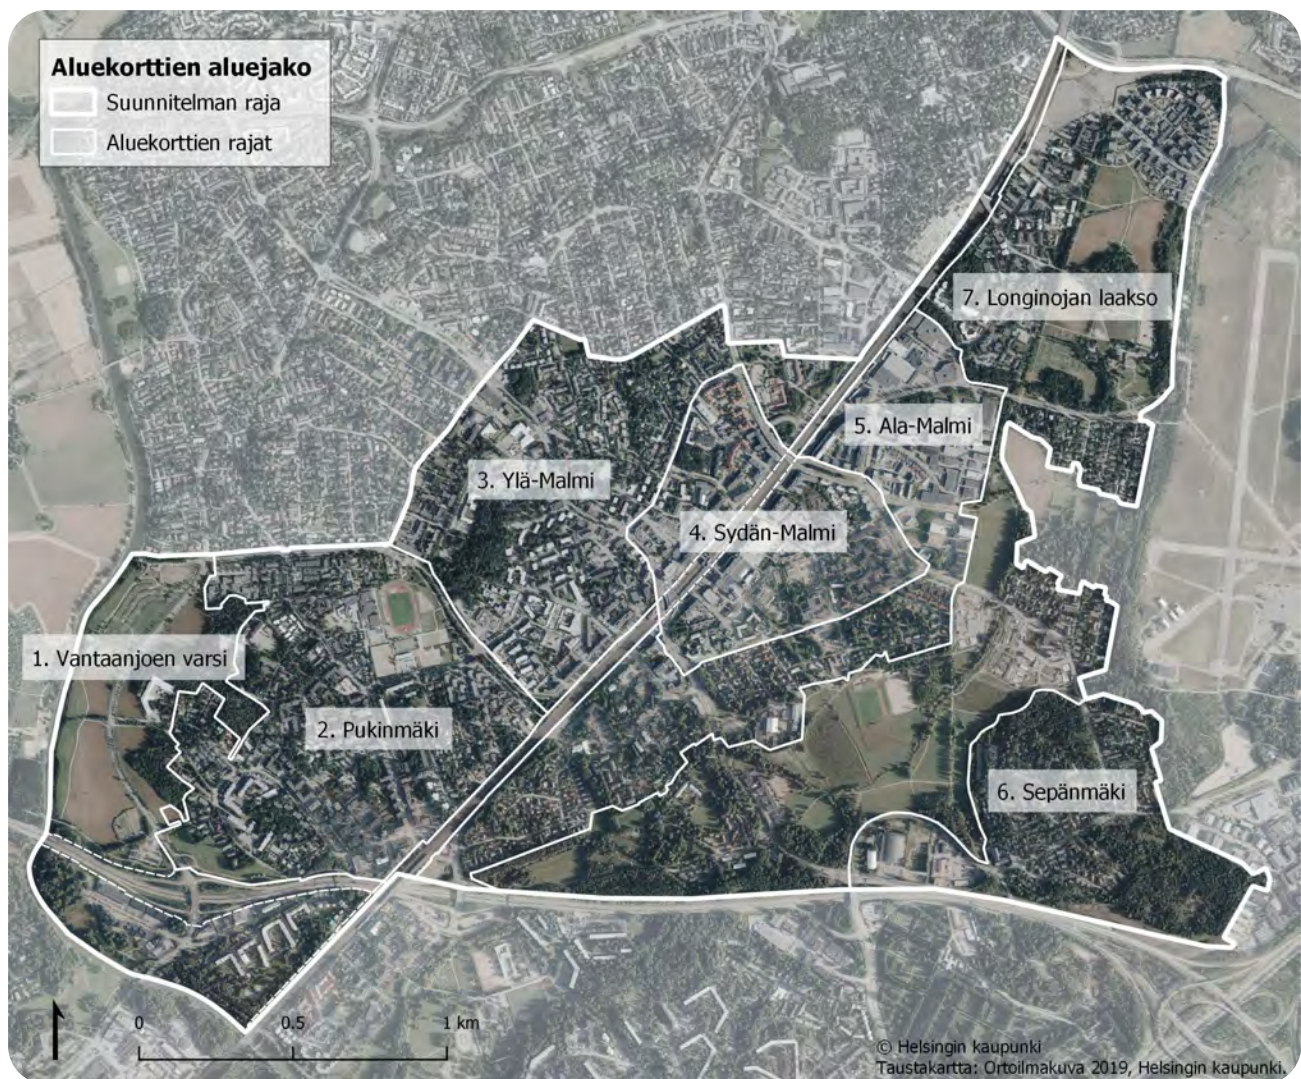 Aluekorttien aluejako
Suunnitelman raja
Aluekorttien rajat
7. Longinojan laakso
5. Ala-Malmi
3. Ylä-Malmi
4. Sydän-Malmi
1. Vantaanjoen varsi
2. Pukinmäki
6. Sepänmäki
0 0.5 1 km
© Helsingin kaupunki
Taustakartta: Ortoilmakuva 2019, Helsingin kaupunki.